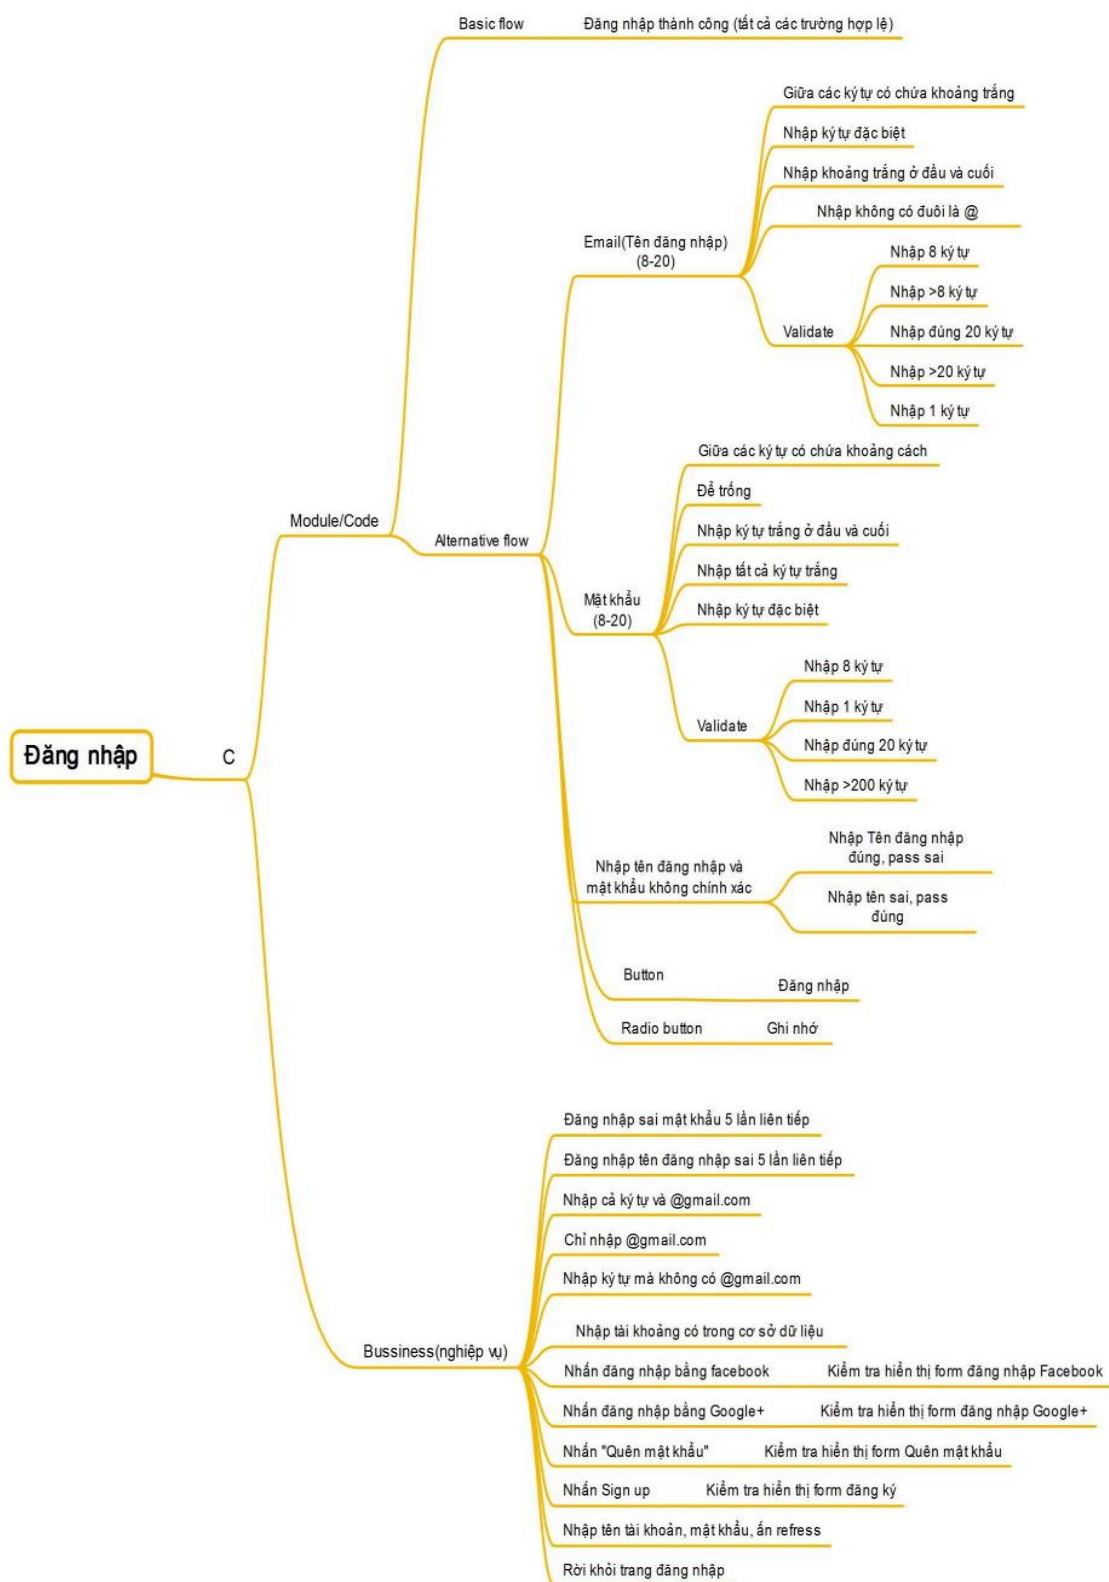 Basic flow
Đăng nhập thành công (tất cả các trường hợp lệ)
Giữa các ký tự có chứa khoảng trắng
Nhập ký tự đặc biệt
Nhập khoảng trắng ở đầu và cuối
Nhập không có đuôi là @
Email(Tên đăng nhập)
(8-20)
Nhập 8 ký tự
Nhập >8 ký tự
Validate
Nhập đúng 20 ký tự
Nhập >20 ký tự
Nhập 1 ký tự
Giữa các ký tự có chứa khoảng cách
Để trống
Module/Code
Alternative flow
Nhập ký tự trắng ở đầu và cuối
Nhập tất cả ký tự trắng
Mật khẩu
(8-20)
Nhập ký tự đặc biệt
Nhập 8 ký tự
Nhập 1 ký tự
Validate
Nhập đúng 20 ký tự
Nhập >200 ký tự
Đăng nhập
C
Nhập tên đăng nhập và
mật khẩu không chính xác
Nhập Tên đăng nhập
đúng, pass sai
Nhập tên sai, pass
đúng
Button
Đăng nhập
Radio button
Ghi nhớ
Đăng nhập sai mật khẩu 5 lần liên tiếp
Đăng nhập tên đăng nhập sai 5 lần liên tiếp
Nhập cả ký tự và @gmail.com
Chỉ nhập @gmail.com
Nhập ký tự mà không có @gmail.com
Nhập tài khoảng có trong cơ sở dữ liệu
Bussiness(nghiệp vụ)
Nhấn đăng nhập bằng facebook
Kiểm tra hiển thị form đăng nhập Facebook
Nhấn đăng nhập bằng Google+
Kiểm tra hiển thị form đăng nhập Google+
Nhấn "Quên mật khẩu"
Kiểm tra hiển thị form Quên mật khẩu
Nhấn Sign up
Kiểm tra hiển thị form đăng ký
Nhập tên tài khoản, mật khẩu, ấn refress
Rời khỏi trang đăng nhập